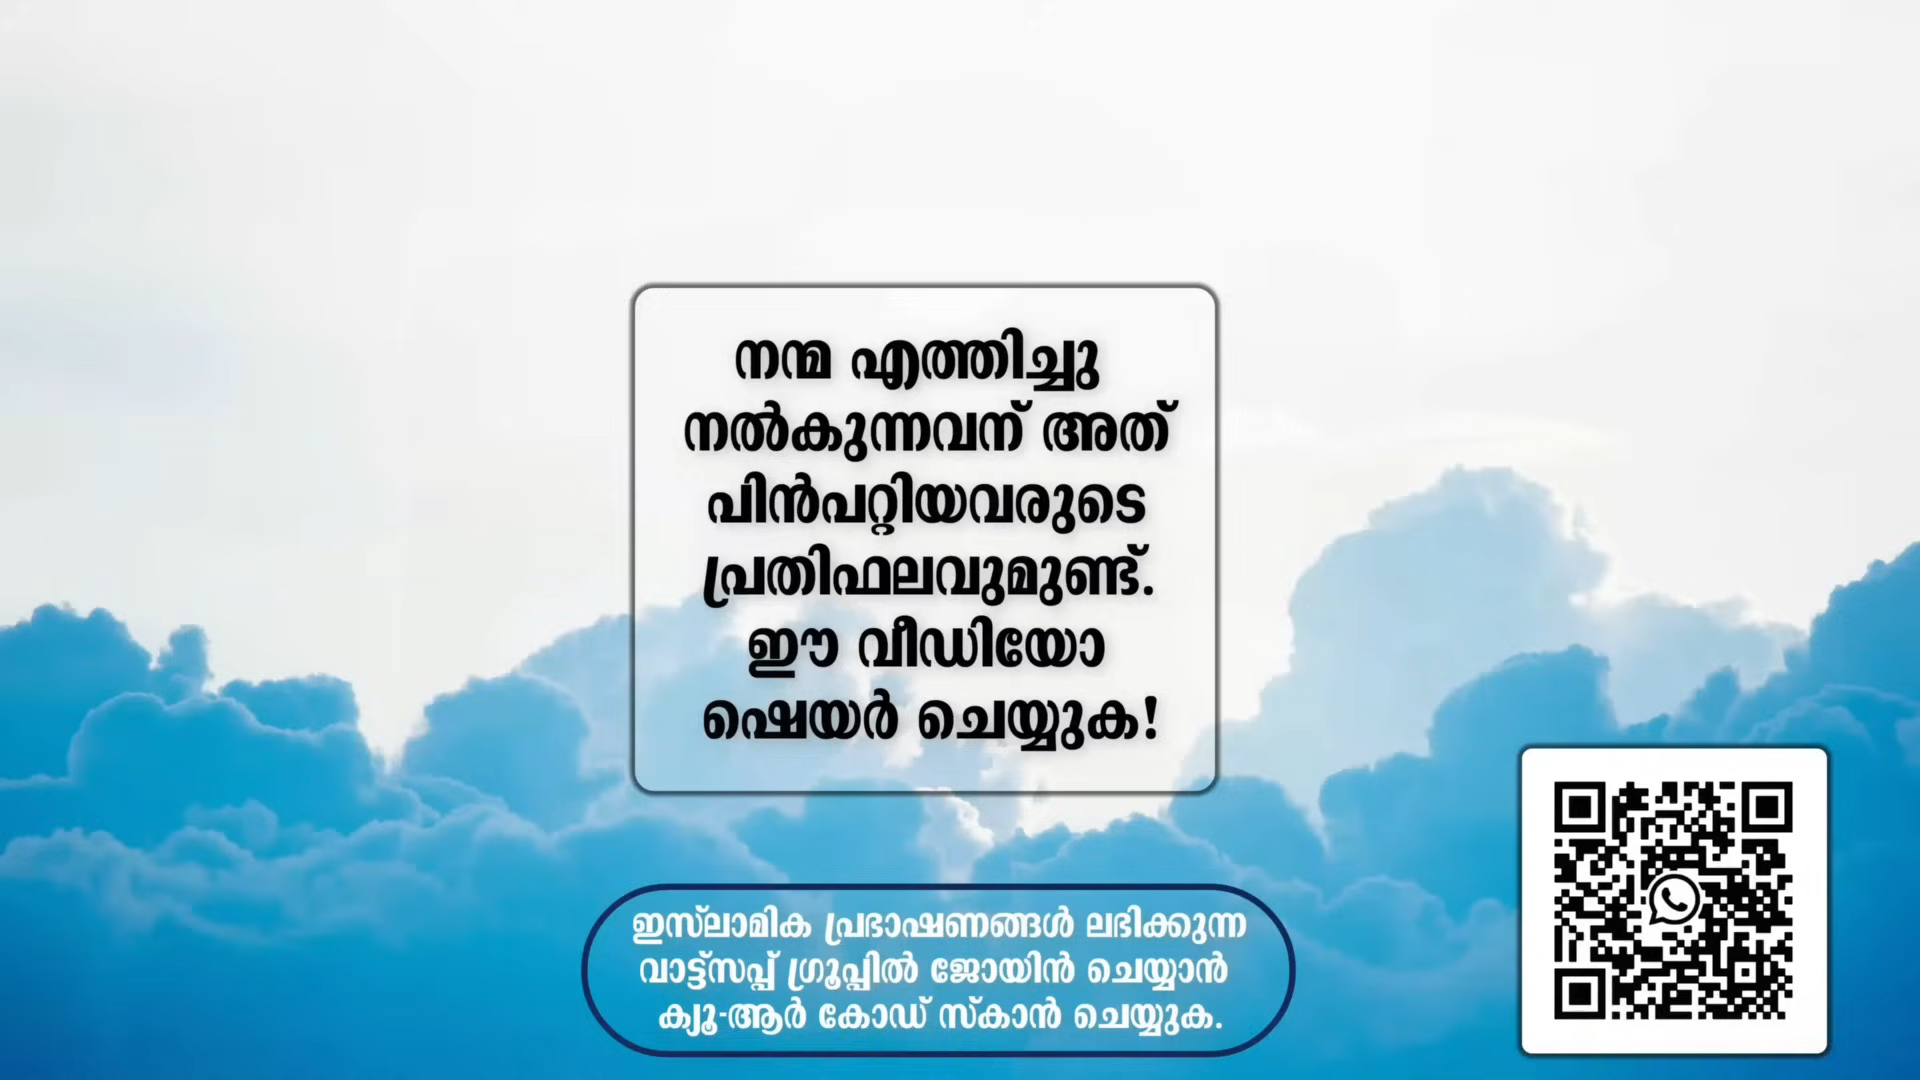 നന്മ എത്തിച്ചു
നൽകുന്നവന് അത്
പിൻപറ്റിയവരുടെ
പ്രതിഫലവുമുണ്ട്.
ഈ വീഡിയോ
ഷെയർ ചെയ്യുക!
ഇസ്‌ലാമിക പ്രഭാഷണങ്ങൾ ലഭിക്കുന്ന
വാട്ട്സപ്പ് ഗ്രൂപ്പിൽ ജോയിൻ ചെയ്യാൻ
ക്യൂ-ആർ കോഡ് സ്കാൻ ചെയ്യുക.